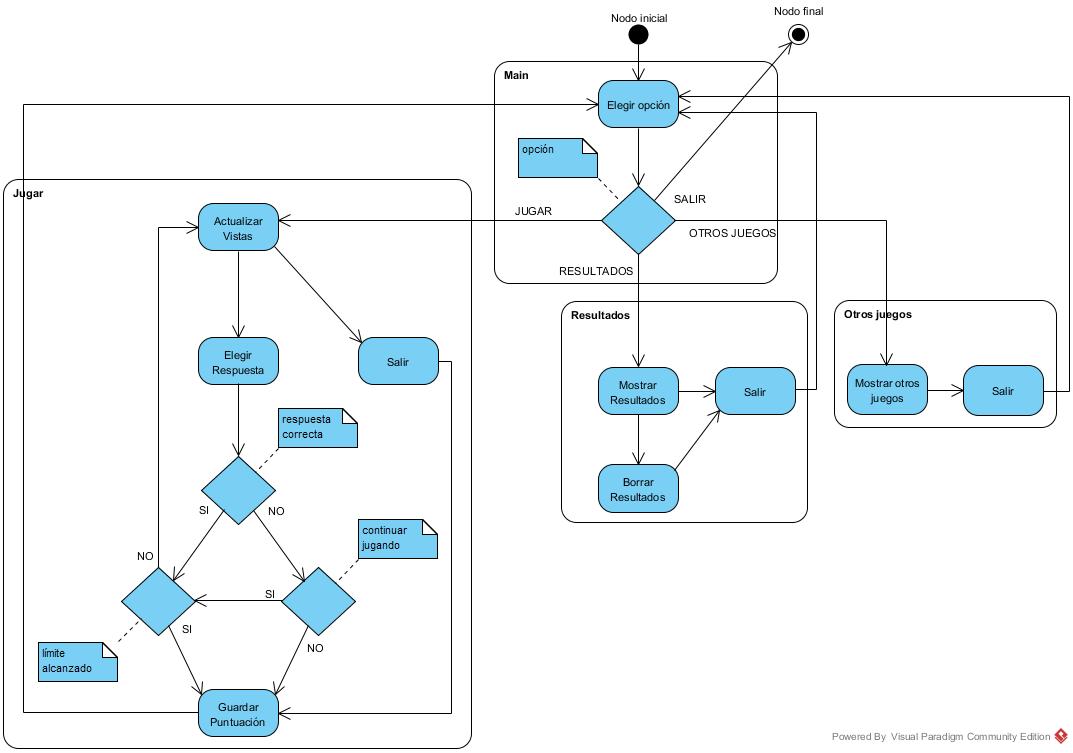 Nodo inicial
Nodo final
Main
Elegir opción
opción
SALIR
JUGAR
OTROS JUEGOS
RESULTADOS
Jugar
Actualizar
Vistas
Elegir
Respuesta
Salir
respuesta
correcta
SI
NO
continuar
jugando
NO
SI
SI
NO
límite
alcanzado
Guardar
Puntuación
Resultados
Mostrar
Resultados
Salir
Borrar
Resultados
Otros juegos
Mostrar otros
juegos
Salir
Powered By Visual Paradigm Community Edition